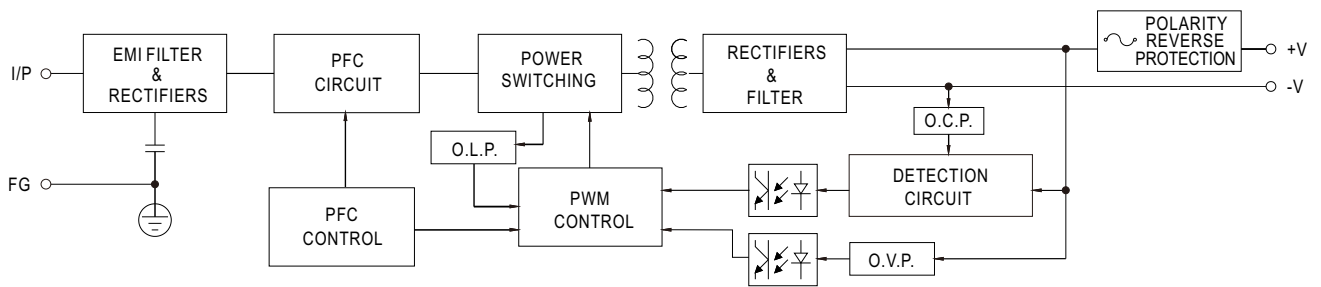 I/P
EMI FILTER
&
RECTIFIERS
PFC
CIRCUIT
POWER
SWITCHING
RECTIFIERS
&
FILTER
POLARITY
REVERSE
PROTECTION
+V
-V
O.C.P.
O.L.P.
FG
PFC
CONTROL
PWM
CONTROL
DETECTION
CIRCUIT
O.V.P.